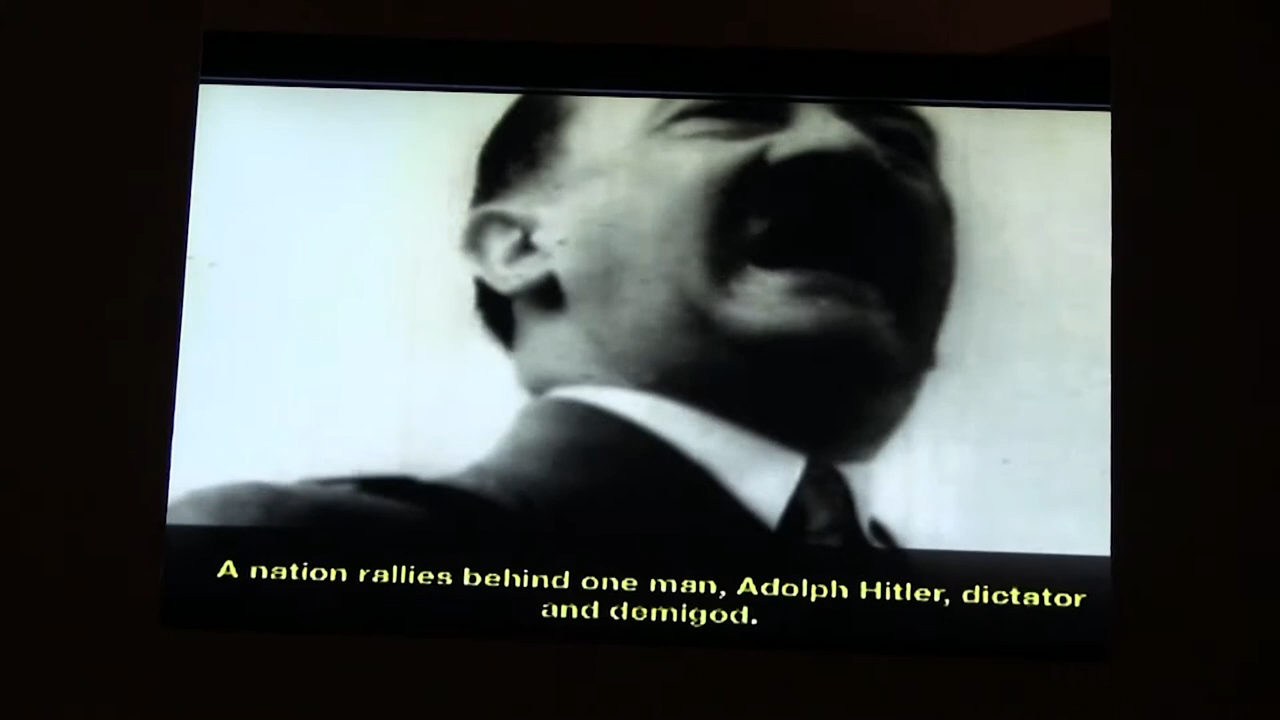 A nation rallies behind one man, Adolph Hitler, dictator
and demigod.